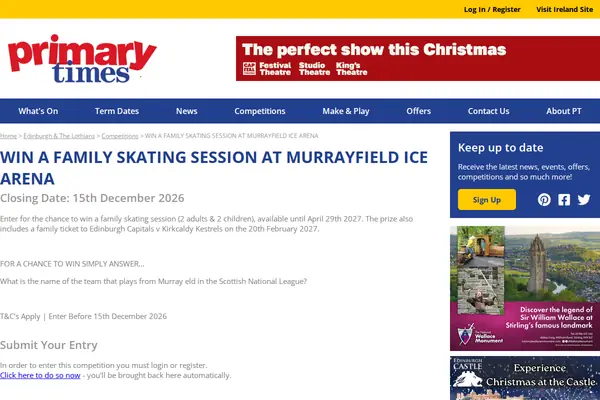 Log In / Register
Visit Ireland Site
primary
times
The perfect show this Christmas
CAPITAL THEATRES
Festival Theatre
Studio Theatre
King's Theatre
What's On
Term Dates
News
Competitions
Make & Play
Offers
Contact Us
About PT
Home > Edinburgh & The Lothians > Competitions > WIN A FAMILY SKATING SESSION AT MURRAYFIELD ICE ARENA
WIN A FAMILY SKATING SESSION AT MURRAYFIELD ICE
ARENA
Closing Date: 15th December 2026
Enter for the chance to win a family skating session (2 adults & 2 children), available until April 29th 2027. The prize also
includes a family ticket to Edinburgh Capitals v Kirkcaldy Kestrels on the 20th February 2027.
FOR A CHANCE TO WIN SIMPLY ANSWER...
What is the name of the team that plays from Murray eld in the Scottish National League?
T&C's Apply | Enter Before 15th December 2026
Submit Your Entry
In order to enter this competition you must login or register.
Click here to do so now - you'll be brought back here automatically.
Keep up to date
Receive the latest news, events, offers,
competitions and so much more!
Sign Up
Discover the legend of
Sir William Wallace at
Stirling's famous landmark
The National
Wallace
Monument
EDINBURGH
CASTLE
Experience
Christmas at the Castle